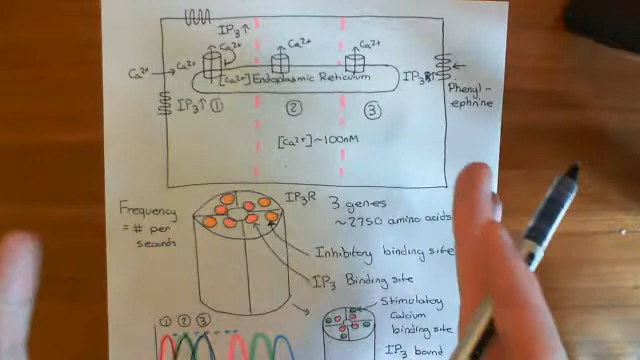 IP3↑
Ca2+
Ca2+
Ca2+
Ca2+
Ca2+ → Ca2+
[Ca2+] Endoplasmic Reticulum
IP3R1
Phenyl-
ephrine
IP3↑ ①
②
③
[Ca2+] ~ 100nM
IP3R
3 genes
~2750 amino acids
Frequency
= # per
seconds
Inhibitory binding site
IP3 Binding site
Stimulatory
Calcium
binding site
IP3 bound
① ② ③